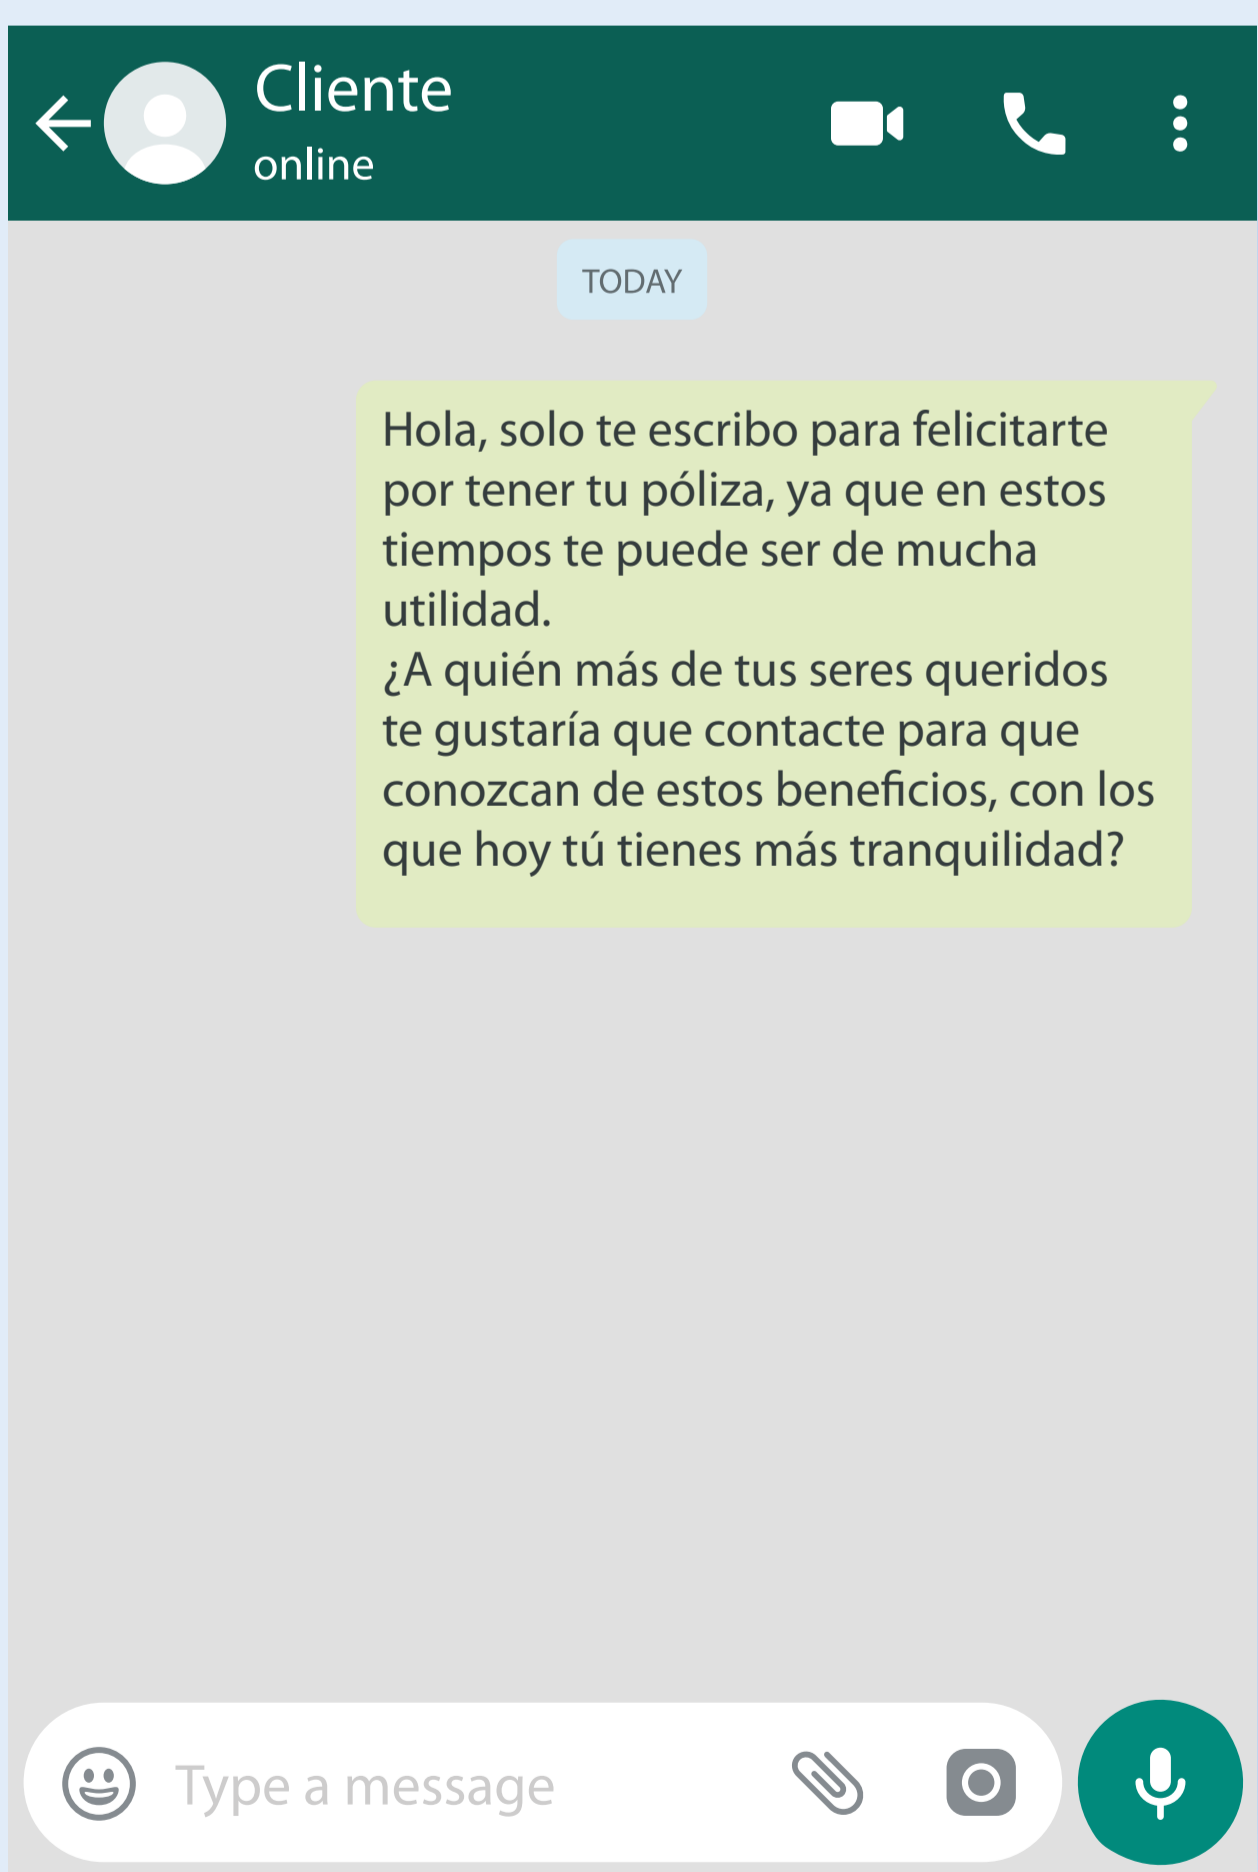 Cliente
online
TODAY
Hola, solo te escribo para felicitarte
por tener tu póliza, ya que en estos
tiempos te puede ser de mucha
utilidad.
¿A quién más de tus seres queridos
te gustaría que contacte para que
conozcan de estos beneficios, con los
que hoy tú tienes más tranquilidad?
Type a message